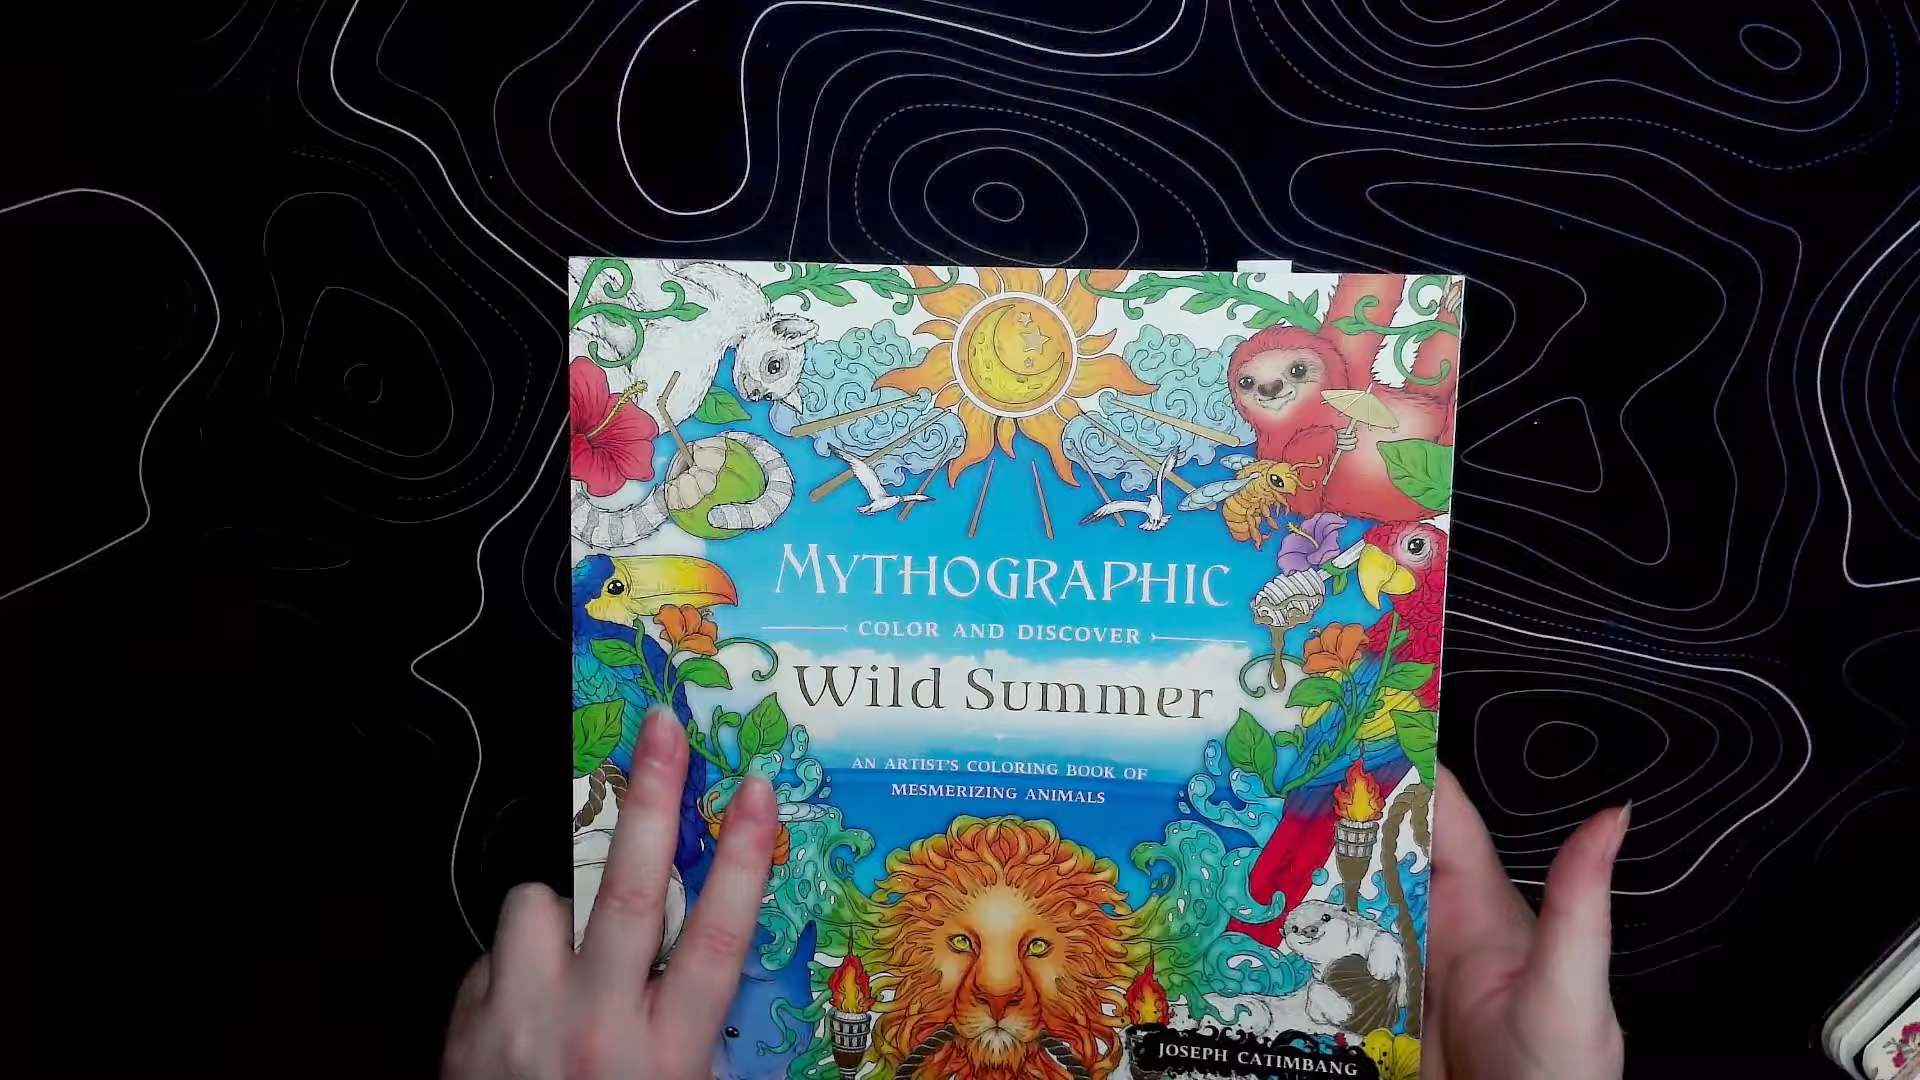 MYTHOGRAPHIC
COLOR AND DISCOVER
Wild Summer
AN ARTIST'S COLORING BOOK OF
MESMERIZING ANIMALS
JOSEPH CATIMBANG